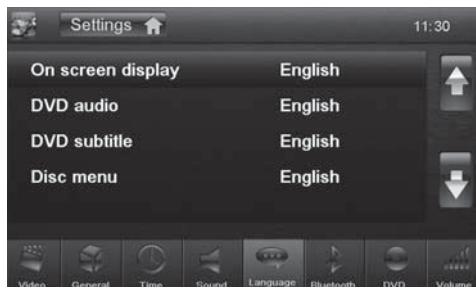 Settings 11:30
On screen display English
DVD audio English
DVD subtitle English
Disc menu English
Video General Time Sound Language Bluetooth DVD Volume